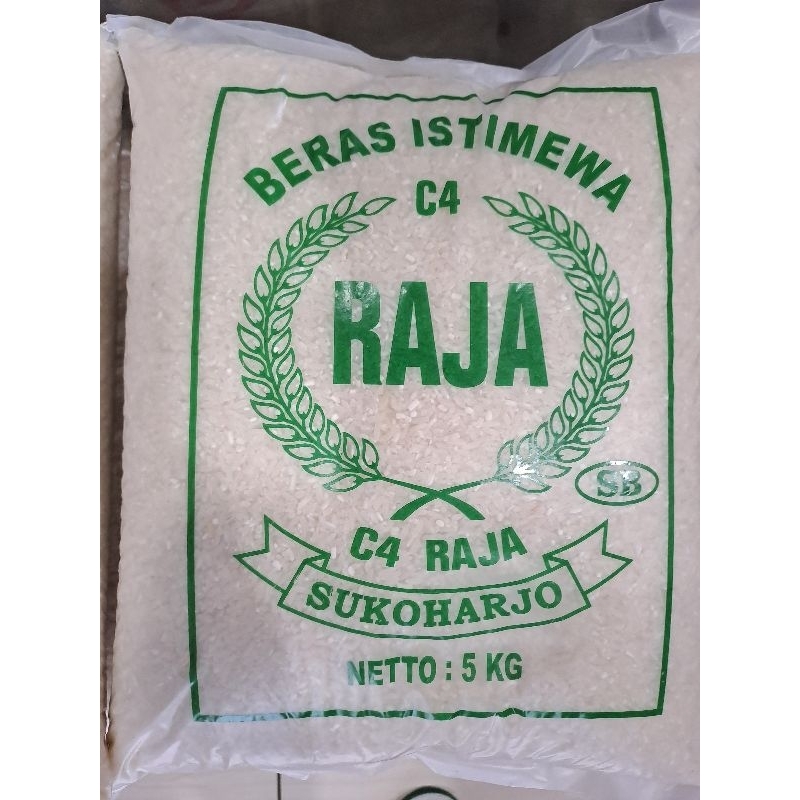 BERAS ISTIMEWA
C4
RAJA
SB
C4 RAJA
SUKOHARJO
NETTO : 5 KG